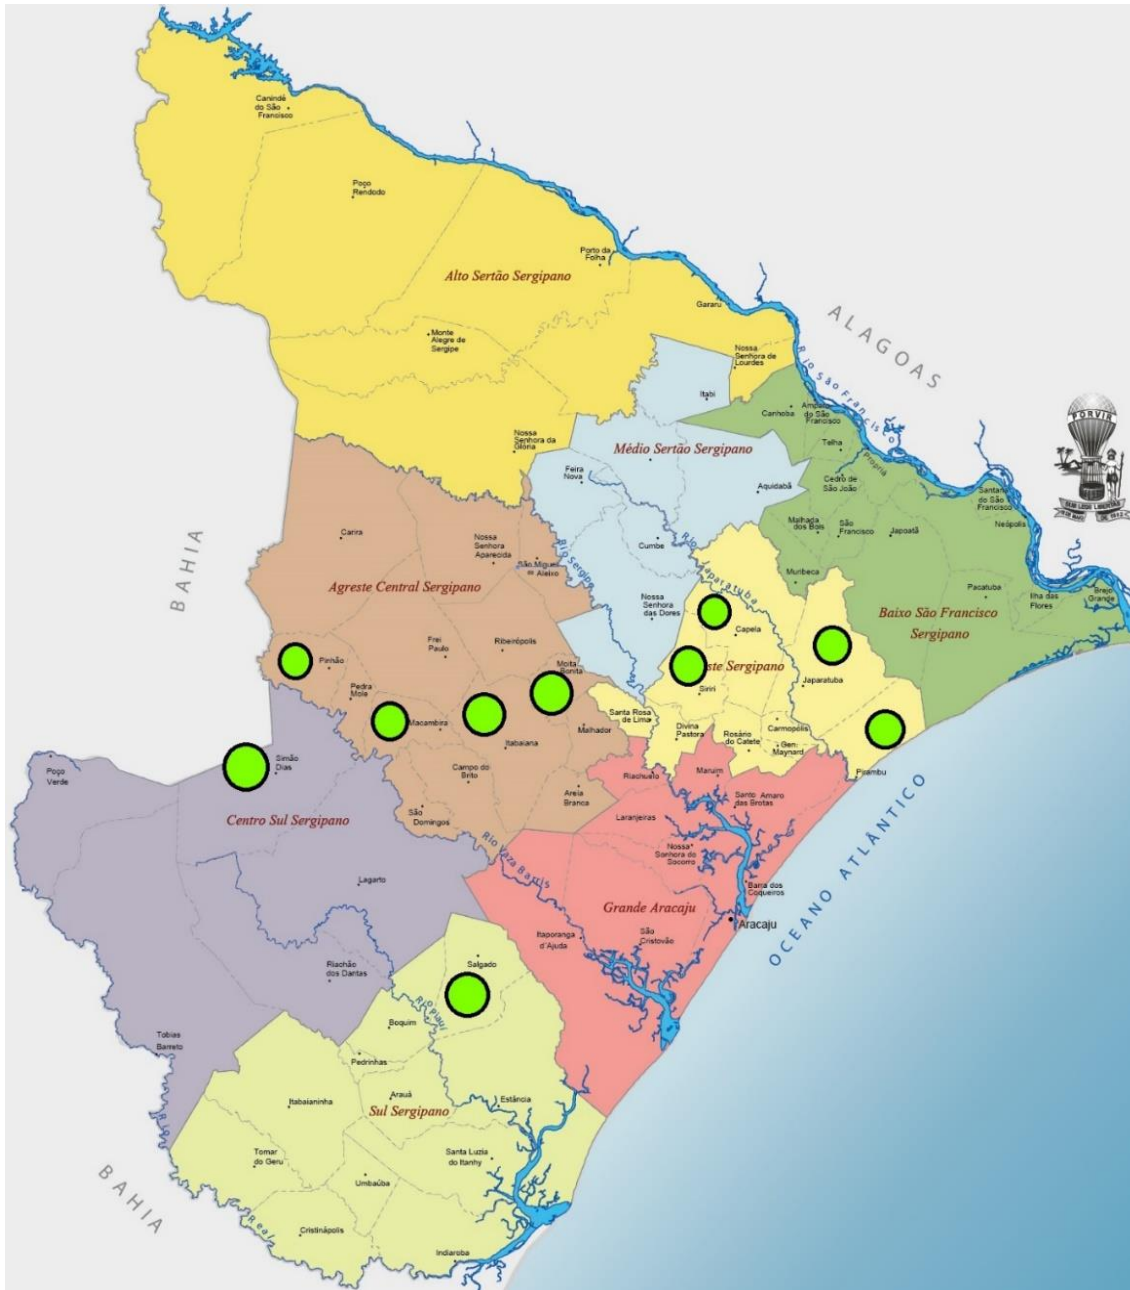 Canindé
do São
Francisco
Poço
Rendodo
Porto da
Folha
Alto Sertão Sergipano
Gararu
ALAGOAS
Monte
Alegre de
Sergipe
Nossa
Senhora de
Lourdes
Rio São Francisco
Itabi
Canhoba
do São
Francisco
PORVIR
Nossa
Senhora da
Glória
Telha
Propriá
Médio Sertão Sergipano
Feira
Nova
Aquidabã
Cedro de
São João
Santana
do São
Francisco
Neópolis
BAHIA
Carira
Malhada
dos Bois
São
Francisco
Japoatã
Nossa
Senhora
Aparecida
Cumbe
São Migue
Aleixo
Rio Sergipe
Muribeca
Agreste Central Sergipano
Pacatuba
Ilha das
Flores
Brejo
Grande
Nossa
Senhora
das Dores
Baixo São Francisco
Sergipano
Capela
Frei
Paulo
Ribeirópolis
Pinhão
Moita
Bonita
ste Sergipano
Japaratuba
Siriri
Pedra
Mole
Santa Rosa
de Lima
Macambira
Malhador
Divina
Pastora
Rosário
do Catete
Carmópolis
Gen.
Maynard
Itabaiana
Poço
Verde
Simão
Dias
Campo do
Brito
Riachuelo
Maruim
Pirambu
Areia
Branca
Santo Amaro
das Brotas
São
Domingos
Centro Sul Sergipano
Laranjeiras
Rio Vaza Barris
Nossa
Senhora do
Socorro
OCEANO ATLÂNTICO
Lagarto
Barra dos
Coqueiros
Grande Aracaju
Aracaju
Itaporanga
d'Ajuda
São
Cristovão
Riachão
dos Dantas
Salgado
Rio Piauí
Boquim
Tobias
Barreto
Pedrinhas
Arauá
Estância
Itabaianinha
Sul Sergipano
Tomar
do Geru
Santa Luzia
do Itanhy
Umbaúba
BAHIA
Real
Cristinápolis
Indiaroba